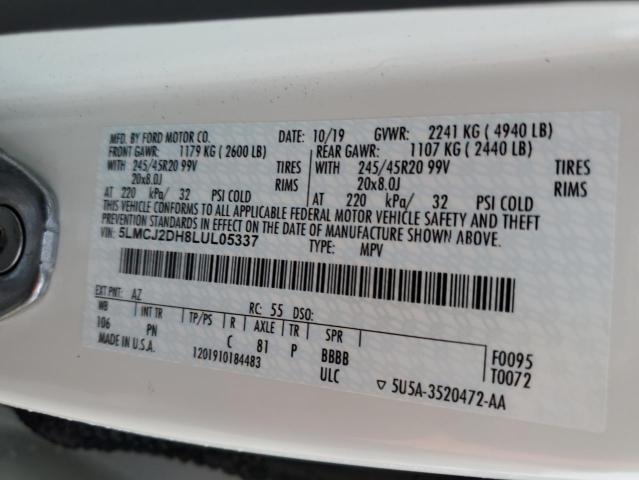 MFD. BY FORD MOTOR CO. DATE: 10/19 GVWR: 2241 KG ( 4940 LB)
FRONT GAWR: 1179 KG (2600 LB) REAR GAWR: 1107 KG ( 2440 LB)
WITH 245/45R20 99V TIRES WITH 245/45R20 99V TIRES
20x8.0J RIMS 20x8.0J RIMS
AT 220 kPa/ 32 PSI COLD AT 220 kPa/ 32 PSI COLD
THIS VEHICLE CONFORMS TO ALL APPLICABLE FEDERAL MOTOR VEHICLE SAFETY AND THEFT
PREVENTION STANDARDS IN EFFECT ON THE DATE OF MANUFACTURE SHOWN ABOVE.
VIN: 5LMCJ2DH8LUL05337 TYPE: MPV
EXT PNT: AZ RC: 55 DSO:
WB INT TR TP/PS R AXLE TR SPR
106 PN C 81 P BBBB F0095
MADE IN U.S.A. 1201910184483 ULC T0072
▽ 5U5A-3520472-AA